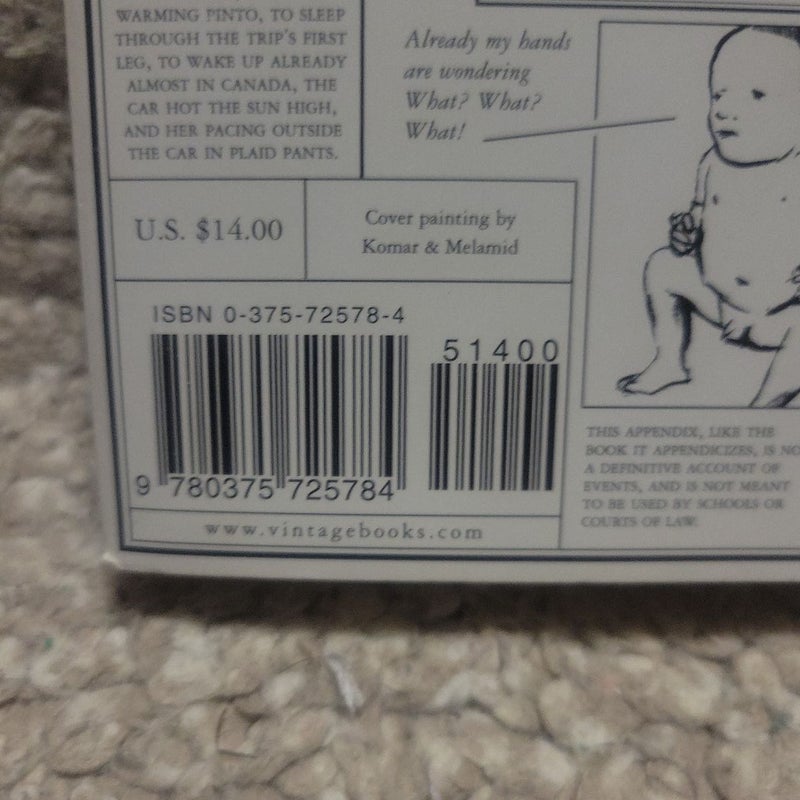 WARMING PINTO, TO SLEEP
THROUGH THE TRIP'S FIRST
LEG, TO WAKE UP ALREADY
ALMOST IN CANADA, THE
CAR HOT THE SUN HIGH,
AND HER PACING OUTSIDE
THE CAR IN PLAID PANTS.
Already my hands
are wondering
What? What?
What!
U.S. $14.00
Cover painting by
Komar & Melamid
ISBN 0-375-72578-4
51400
9 780375 725784
www.vintagebooks.com
THIS APPENDIX, LIKE THE
BOOK IT APPENDICIZES, IS NO
A DEFINITIVE ACCOUNT OF
EVENTS, AND IS NOT MEANT
TO BE USED BY SCHOOLS OR
COURTS OF LAW.